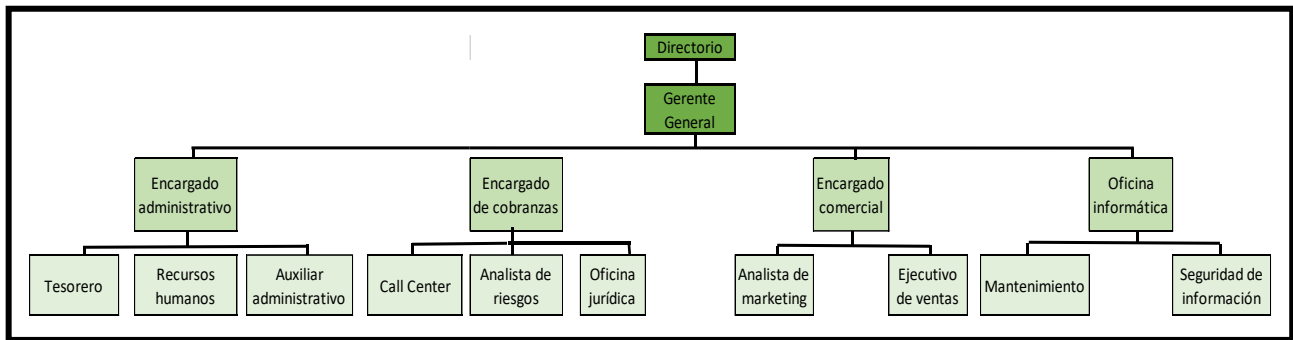 Directorio
Gerente
General
Encargado
administrativo
Encargado
de cobranzas
Encargado
comercial
Oficina
informática
Tesorero
Recursos
humanos
Auxiliar
administrativo
Call Center
Analista de
riesgos
Oficina
jurídica
Analista de
marketing
Ejecutivo
de ventas
Mantenimiento
Seguridad de
información